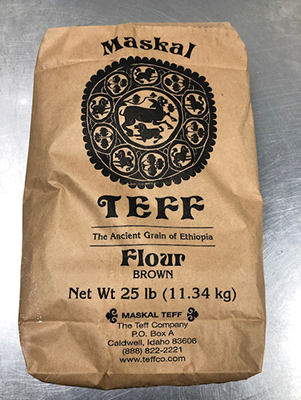 Maskal
TEFF
The Ancient Grain of Ethiopia
Flour
BROWN
Net Wt 25 lb (11.34 kg)
MASKAL TEFF
The Teff Company
P.O. Box A
Caldwell, Idaho 83606
(888) 822-2221
www.teffco.com